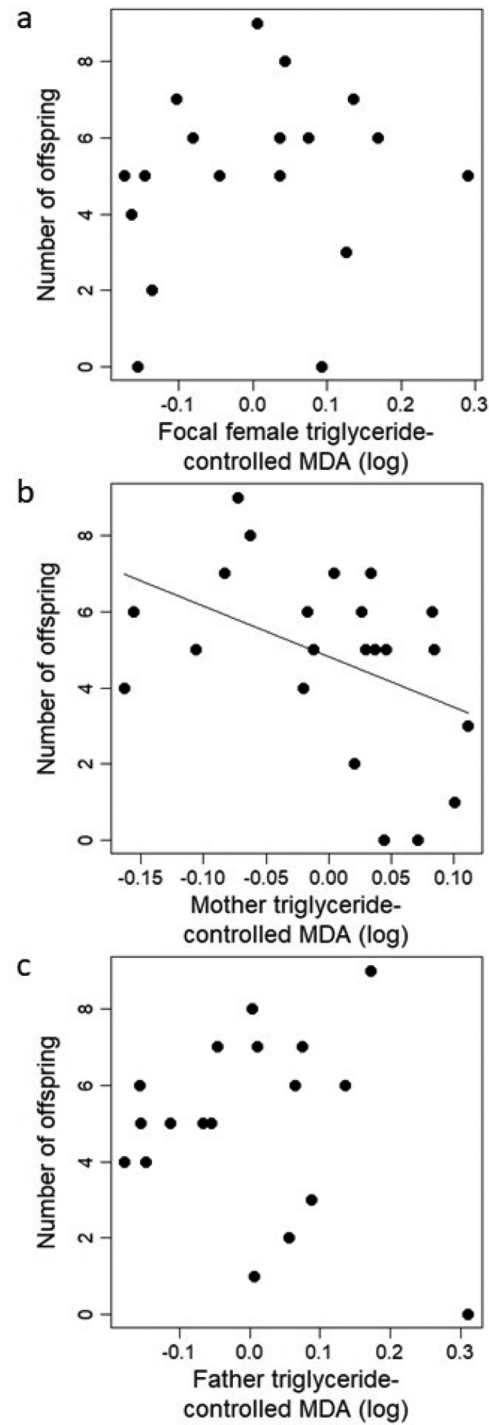 a
Number of offspring
8
6
4
2
0
-0.1 0.0 0.1 0.2 0.3
Focal female triglyceride-
controlled MDA (log)
b
Number of offspring
8
6
4
2
0
-0.15 -0.10 -0.05 0.00 0.05 0.10
Mother triglyceride-
controlled MDA (log)
c
Number of offspring
8
6
4
2
0
-0.1 0.0 0.1 0.2 0.3
Father triglyceride-
controlled MDA (log)